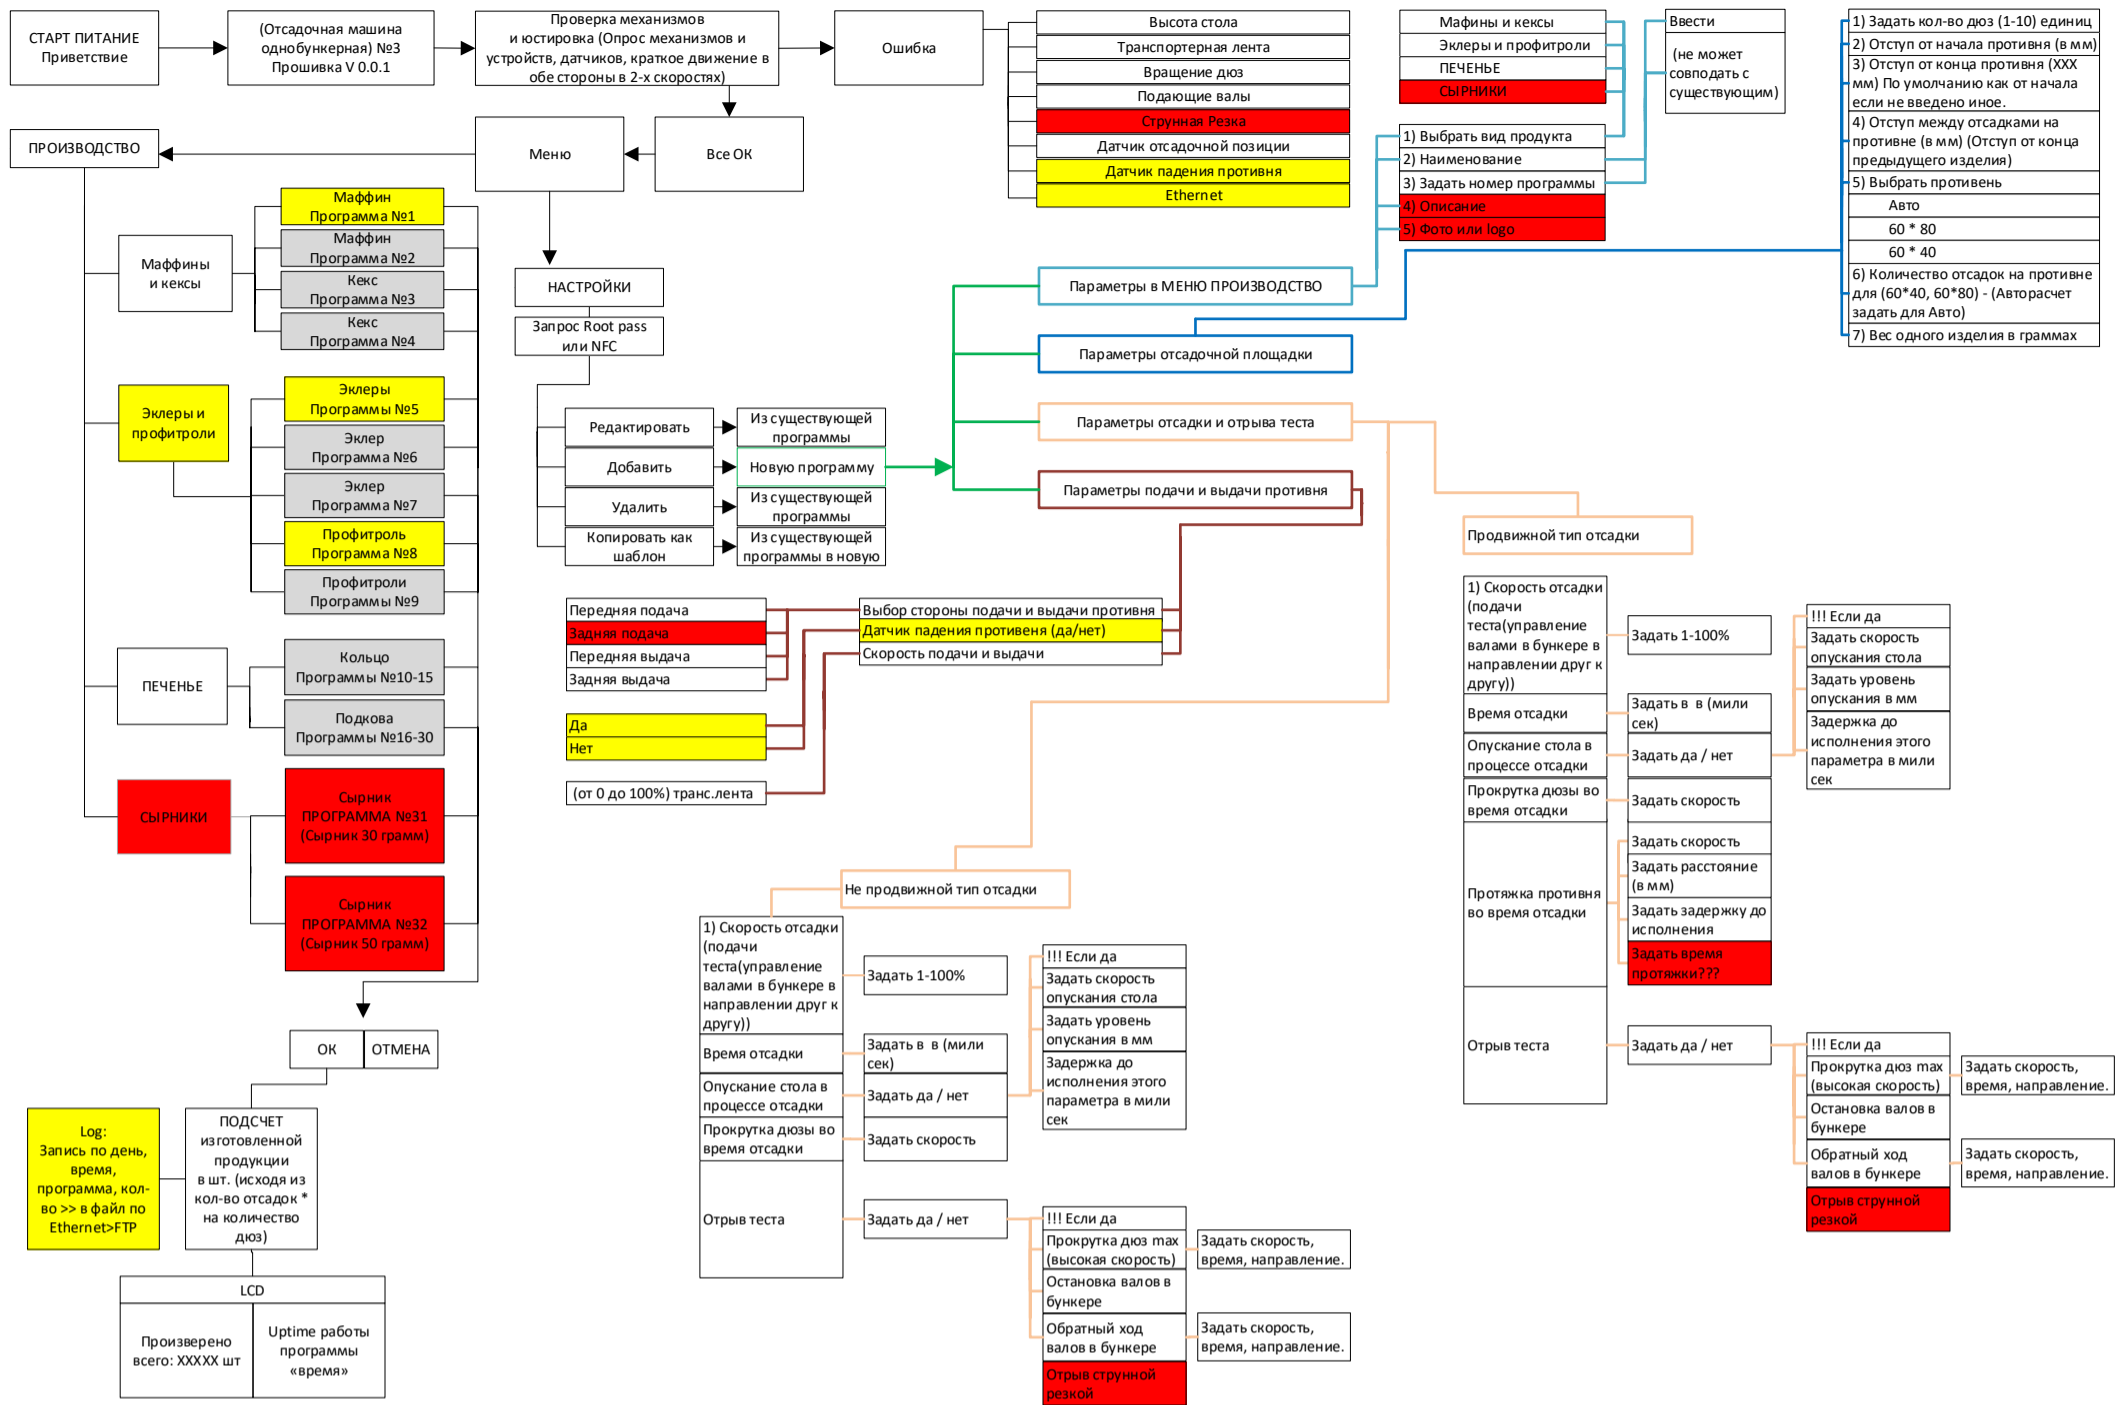 СТАРТ ПИТАНИЕ
Приветствие
(Отсадочная машина
однобункерная) №3
Прошивка V 0.0.1
Проверка механизмов
и юстировка (Опрос механизмов и
устройств, датчиков, краткое движение в
обе стороны в 2-х скоростях)
Ошибка
Высота стола
Транспортерная лента
Вращение дюз
Подающие валы
Струнная Резка
Датчик отсадочной позиции
Датчик падения противня
Ethernet
Все ОК
Меню
ПРОИЗВОДСТВО
Маффины
и кексы
Маффин
Программа №1
Маффин
Программа №2
Кекс
Программа №3
Кекс
Программа №4
Эклеры и
профитроли
Эклеры
Программы №5
Эклер
Программа №6
Эклер
Программа №7
Профитроль
Программа №8
Профитроли
Программы №9
ПЕЧЕНЬЕ
Кольцо
Программы №10-15
Подкова
Программы №16-30
СЫРНИКИ
Сырник
ПРОГРАММА №31
(Сырник 30 грамм)
Сырник
ПРОГРАММА №32
(Сырник 50 грамм)
ОК
ОТМЕНА
Log:
Запись по день,
время,
программа, кол-
во >> в файл по
Ethernet>FTP
ПОДСЧЕТ
изготовленной
продукции
в шт. (исходя из
кол-во отсадок *
на количество
дюз)
LCD
Произверено
всего: XXXXX шт
Uptime работы
программы
«время»
НАСТРОЙКИ
Запрос Root pass
или NFC
Редактировать
Из существующей
программы
Добавить
Новую программу
Удалить
Из существующей
программы
Копировать как
шаблон
Из существующей
программы в новую
Параметры в МЕНЮ ПРОИЗВОДСТВО
Параметры отсадочной площадки
Параметры отсадки и отрыва теста
Параметры подачи и выдачи противня
Мафины и кексы
Эклеры и профитроли
ПЕЧЕНЬЕ
СЫРНИКИ
1) Выбрать вид продукта
2) Наименование
3) Задать номер программы
4) Описание
5) Фото или logo
Ввести
(не может
совподать с
существующим)
1) Задать кол-во дюз (1-10) единиц
2) Отступ от начала противня (в мм)
3) Отступ от конца противня (XXX
мм) По умолчанию как от начала
если не введено иное.
4) Отступ между отсадками на
противне (в мм) (Отступ от конца
предыдущего изделия)
5) Выбрать противень
Авто
60 * 80
60 * 40
6) Количество отсадок на противне
для (60*40, 60*80) - (Авторасчет
задать для Авто)
7) Вес одного изделия в граммах
Выбор стороны подачи и выдачи противня
Датчик падения противеня (да/нет)
Скорость подачи и выдачи
Передняя подача
Задняя подача
Передняя выдача
Задняя выдача
Да
Нет
(от 0 до 100%) транс.лента
Продвижной тип отсадки
1) Скорость отсадки
(подачи
теста(управление
валами в бункере в
направлении друг к
другу))
Задать 1-100%
Время отсадки
Задать в  в (мили
сек)
Опускание стола в
процессе отсадки
Задать да / нет
!!! Если да
Задать скорость
опускания стола
Задать уровень
опускания в мм
Задержка до
исполнения этого
параметра в мили
сек
Прокрутка дюзы во
время отсадки
Задать скорость
Протяжка противня
во время отсадки
Задать скорость
Задать расстояние
(в мм)
Задать задержку до
исполнения
Задать время
протяжки???
Отрыв теста
Задать да / нет
!!! Если да
Прокрутка дюз max
(высокая скорость)
Задать скорость,
время, направление.
Остановка валов в
бункере
Обратный ход
валов в бункере
Задать скорость,
время, направление.
Отрыв струнной
резкой
Не продвижной тип отсадки
1) Скорость отсадки
(подачи
теста(управление
валами в бункере в
направлении друг к
другу))
Задать 1-100%
Время отсадки
Задать в  в (мили
сек)
Опускание стола в
процессе отсадки
Задать да / нет
!!! Если да
Задать скорость
опускания стола
Задать уровень
опускания в мм
Задержка до
исполнения этого
параметра в мили
сек
Прокрутка дюзы во
время отсадки
Задать скорость
Отрыв теста
Задать да / нет
!!! Если да
Прокрутка дюз max
(высокая скорость)
Задать скорость,
время, направление.
Остановка валов в
бункере
Обратный ход
валов в бункере
Задать скорость,
время, направление.
Отрыв струнной
резкой